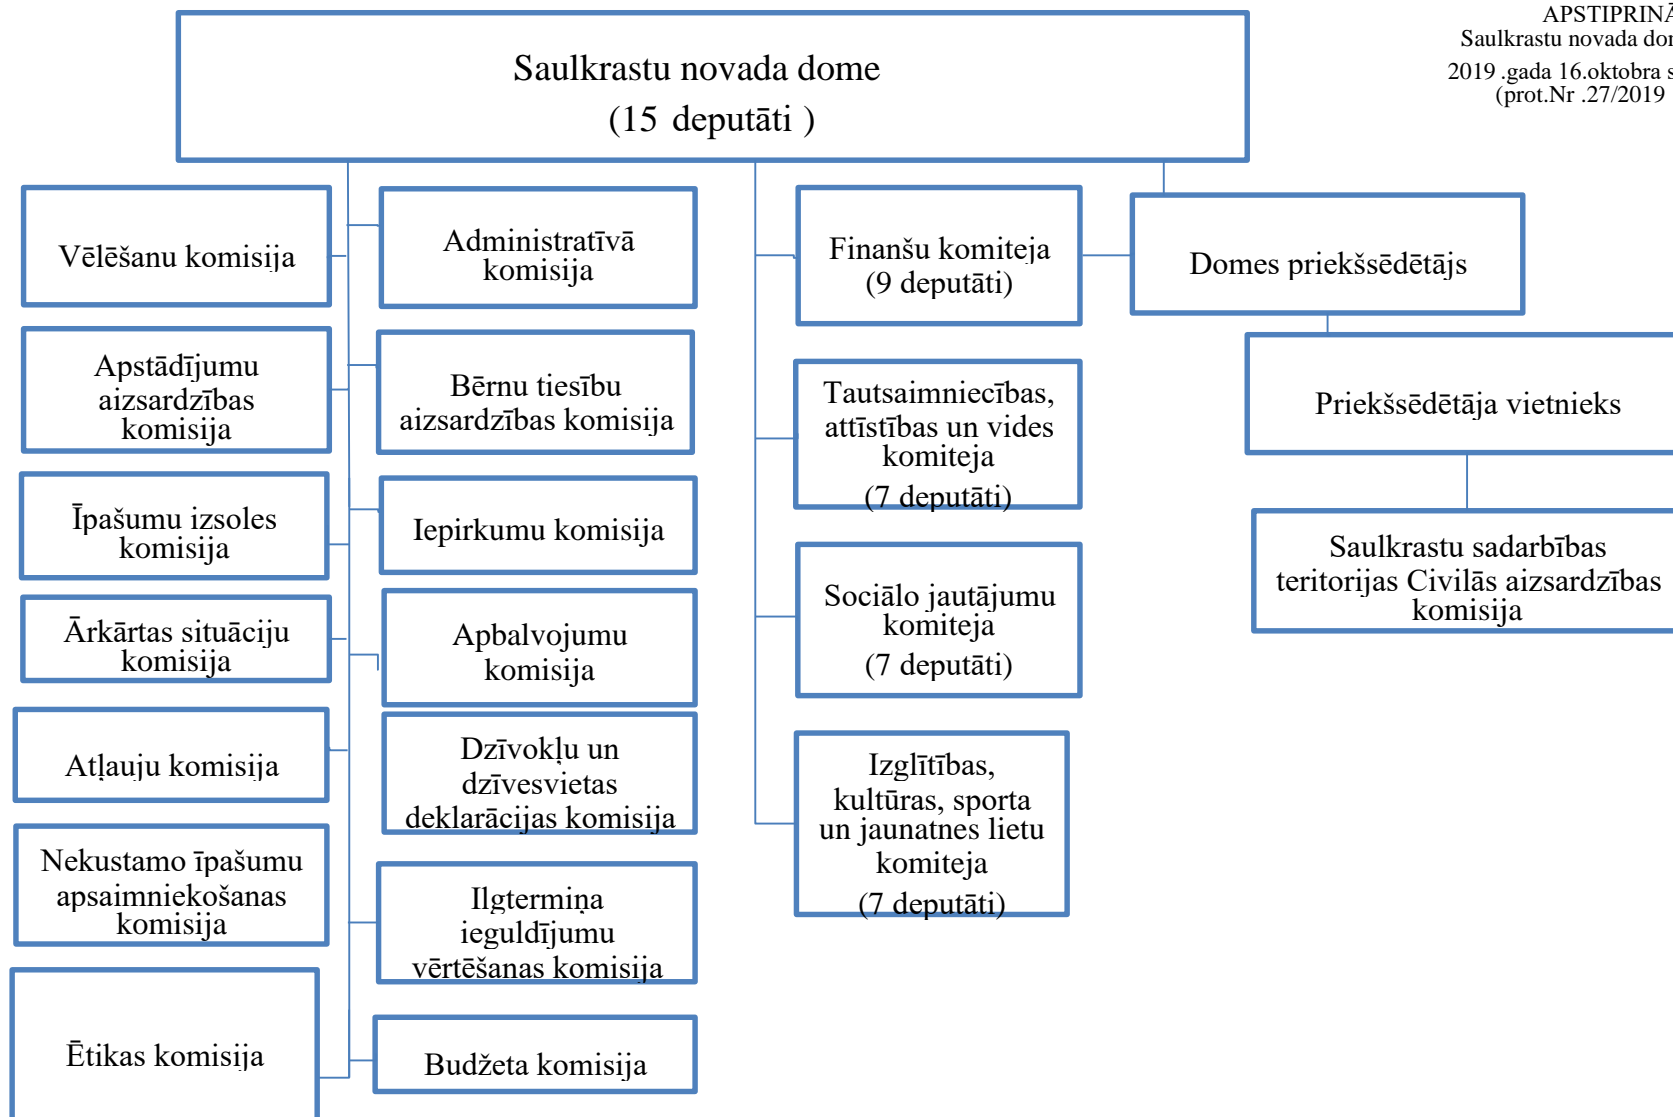 APSTIPRINĀ
Saulkrastu novada
2019 .gada 16.oktobra
(prot.Nr .27/2019
Saulkrastu novada dome
(15 deputāti )
Vēlēšanu komisija
Administratīvā
komisija
Finanšu komiteja
(9 deputāti)
Domes priekšsēdētājs
Apstādījumu
aizsardzības
komisija
Bērnu tiesību
aizsardzības komisija
Tautsaimniecības,
attīstības un vides
komiteja
(7 deputāti)
Priekšsēdētāja vietnieks
Īpašumu izsoles
komisija
Iepirkumu komisija
Sociālo jautājumu
komiteja
(7 deputāti)
Saulkrastu sadarbības
teritorijas Civilās aizsardzības
komisija
Ārkārtas situāciju
komisija
Apbalvojumu
komisija
Atļauju komisija
Dzīvokļu un
dzīvesvietas
deklarācijas komisija
Izglītības,
kultūras, sporta
un jaunatnes lietu
komiteja
(7 deputāti)
Nekustamo īpašumu
apsaimniekošanas
komisija
Ilgtermiņa
ieguldījumu
vērtēšanas komisija
Ētikas komisija
Budžeta komisija